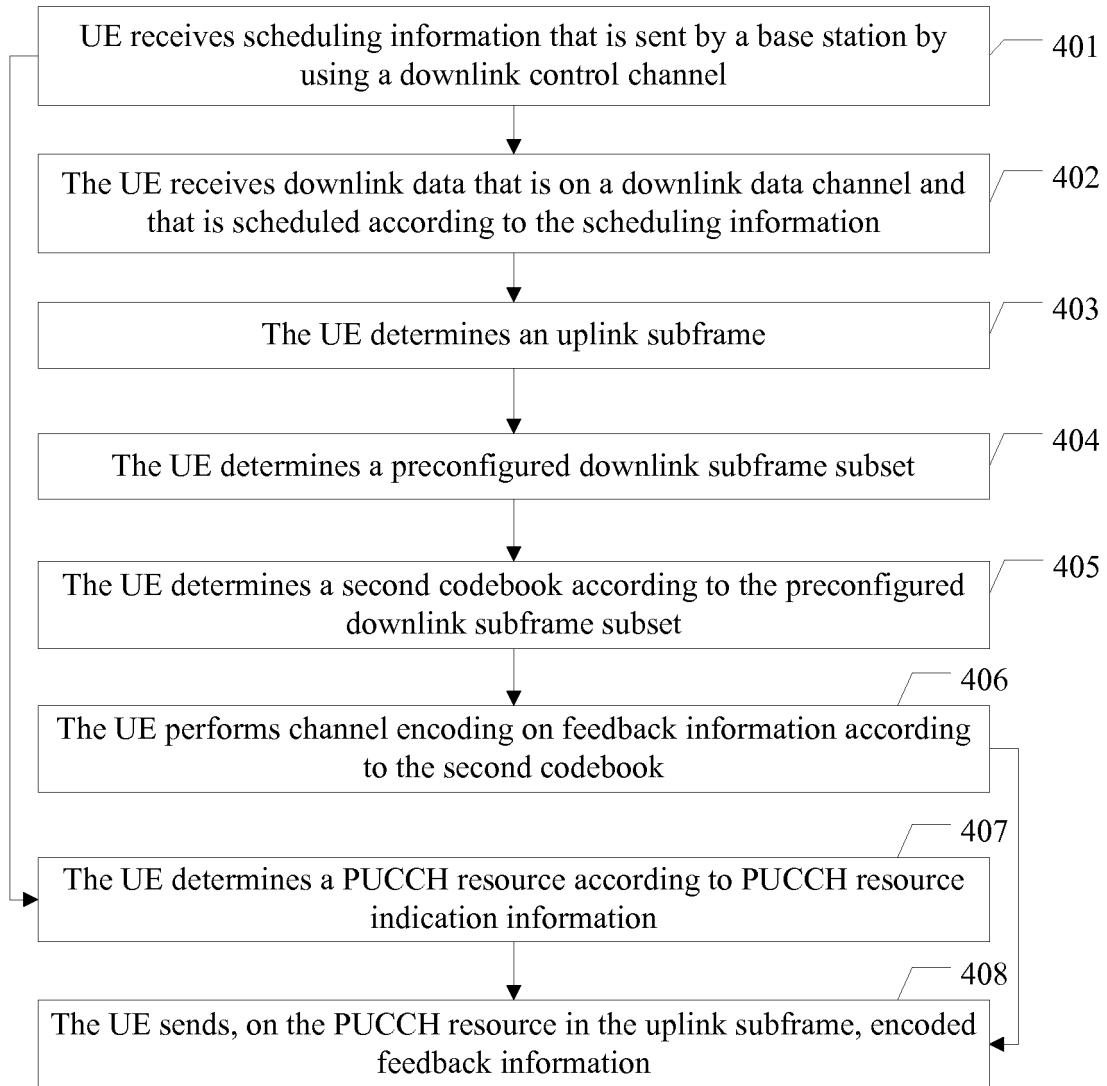 UE receives scheduling information that is sent by a base station by
using a downlink control channel
401
The UE receives downlink data that is on a downlink data channel and
that is scheduled according to the scheduling information
402
The UE determines an uplink subframe
403
The UE determines a preconfigured downlink subframe subset
404
The UE determines a second codebook according to the preconfigured
downlink subframe subset
405
406
The UE performs channel encoding on feedback information according
to the second codebook
407
The UE determines a PUCCH resource according to PUCCH resource
indication information
408
The UE sends, on the PUCCH resource in the uplink subframe, encoded
feedback information